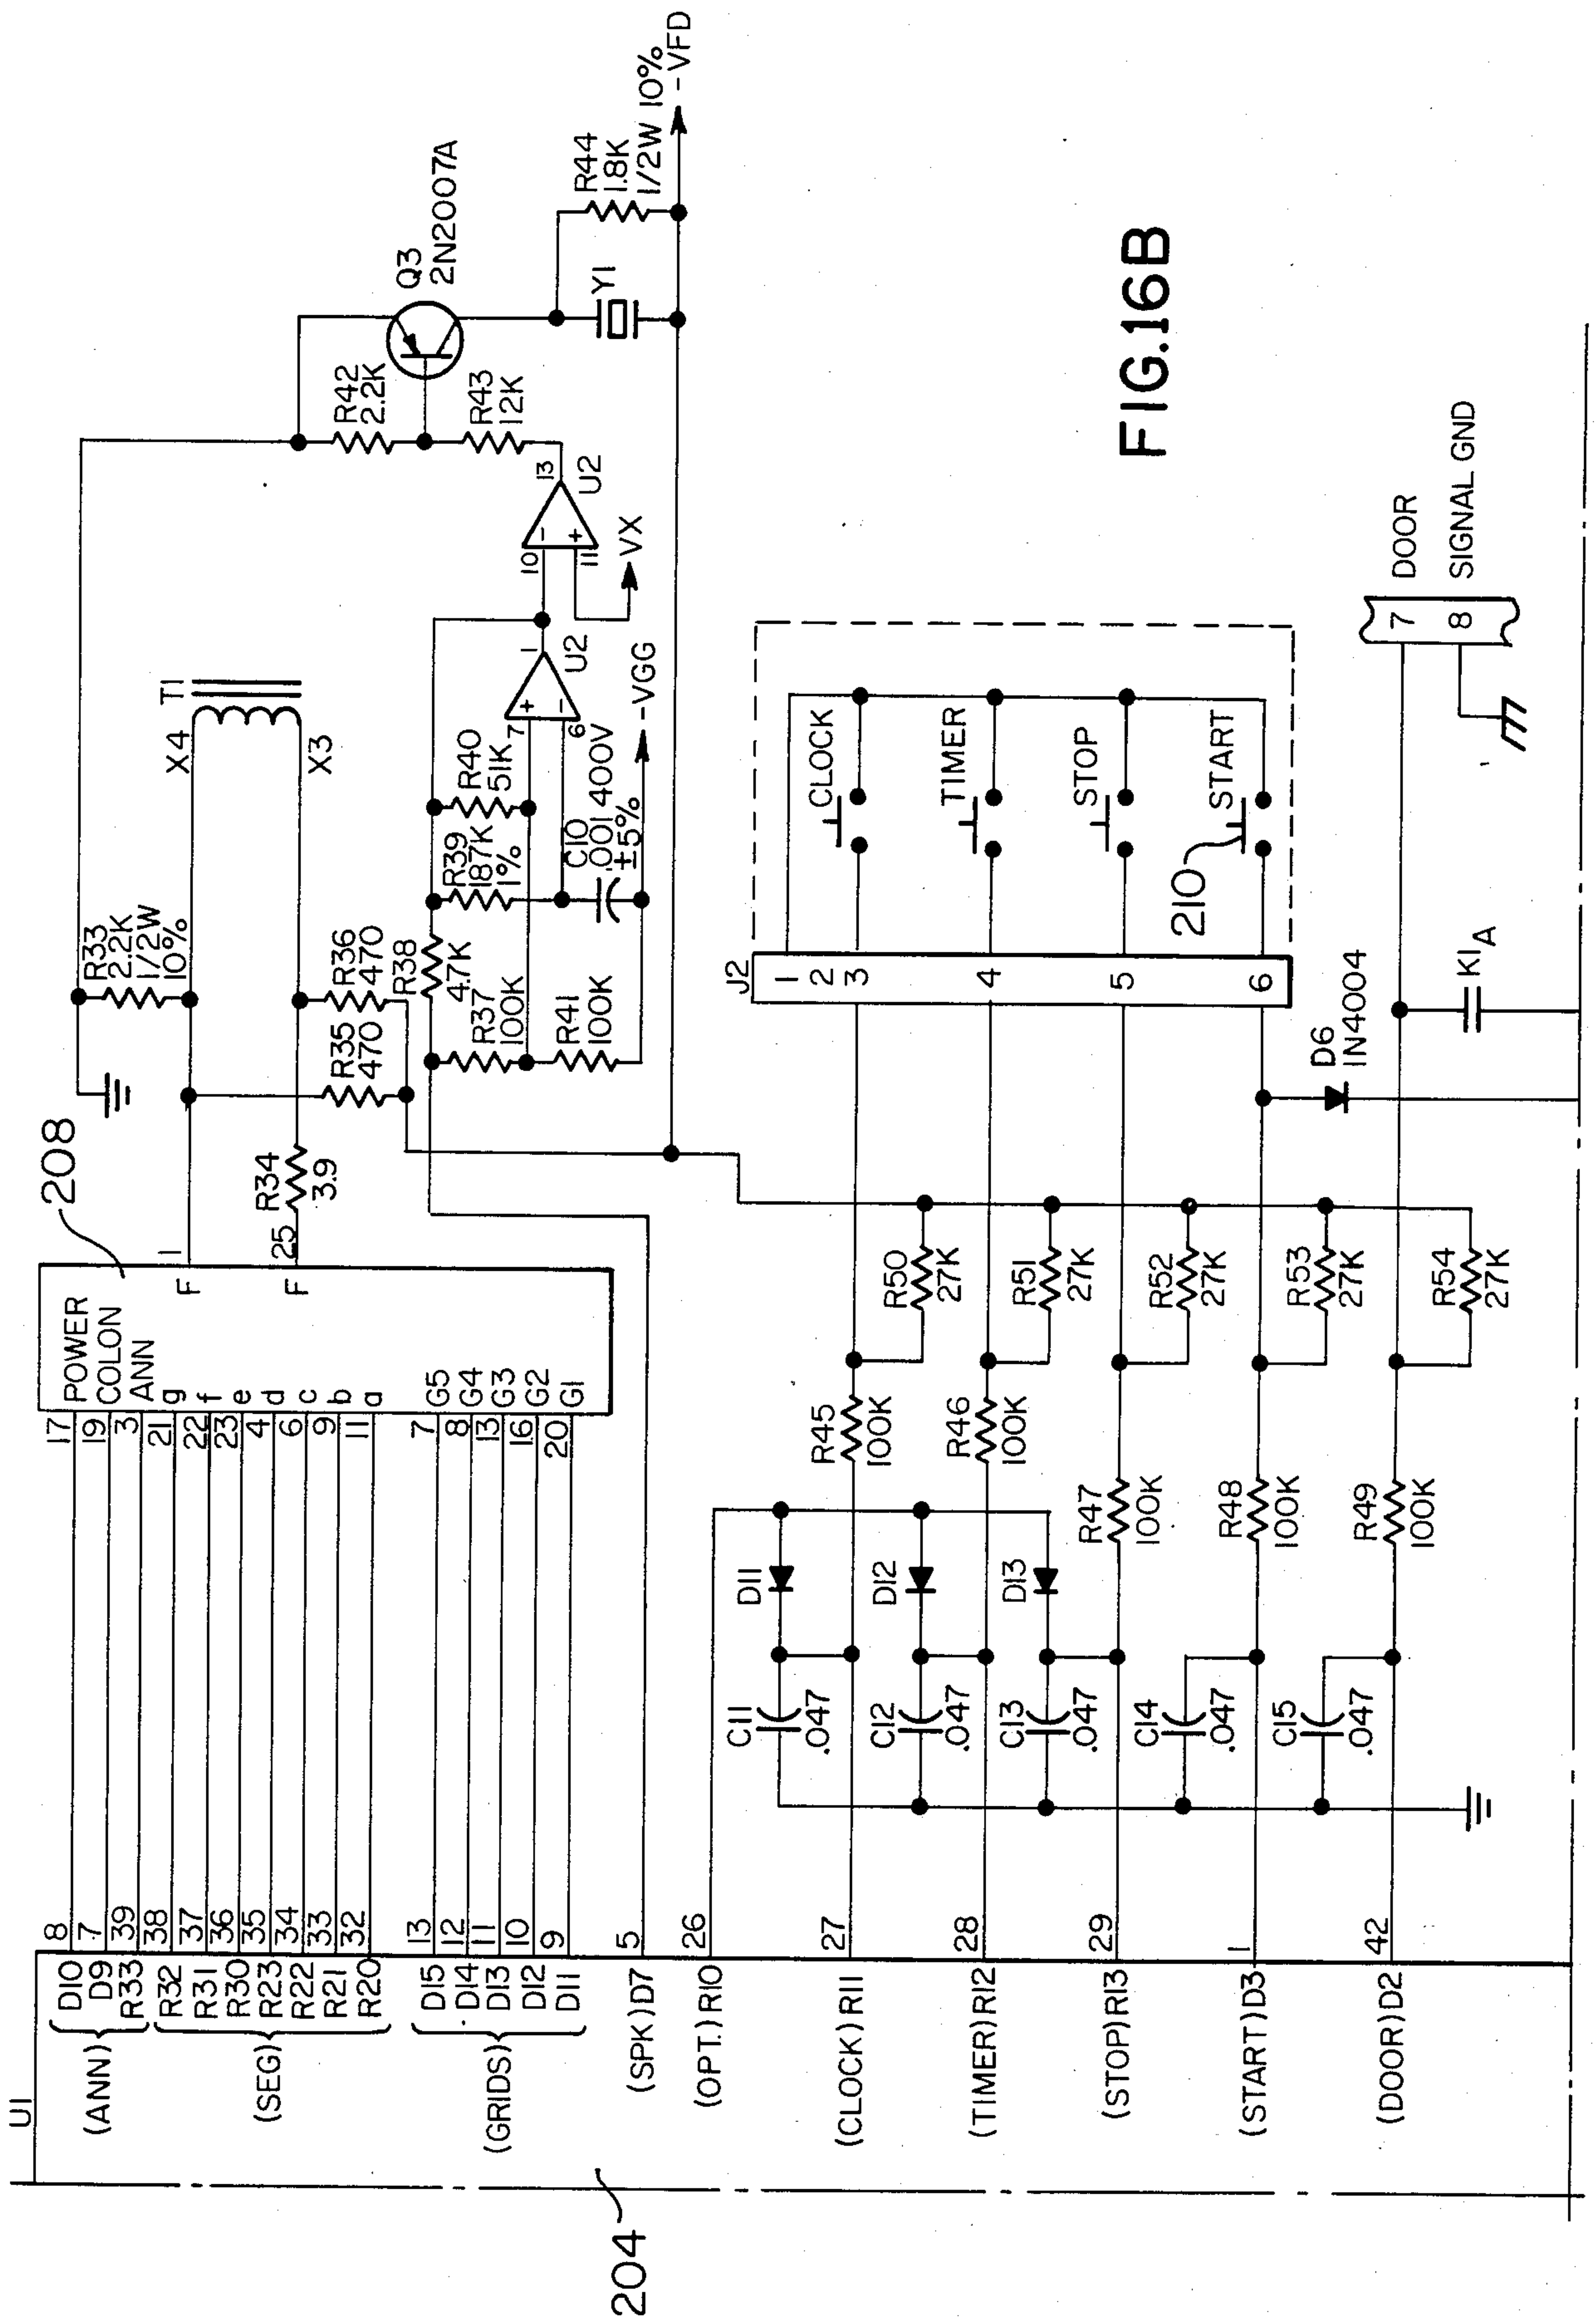 U1
(ANN)
D10 8
D9 7
R33 39
(SEG)
R32 38
R31 37
R30 36
R23 35
R22 34
R21 33
R20 32
(GRIDS)
D15 13
D14 12
D13 11
D12 10
D11 9
(SPK) D7 5
(OPT.) R10 26
(CLOCK) R11 27
(TIMER) R12 28
(STOP) R13 29
(START) D3 1
(DOOR) D2 42
204
208
17 POWER
19 COLON
3 ANN
21 g
22 f
23 e
4 d
6 c
9 b
11 a
7 G5
8 G4
13 G3
16 G2
20 G1
F 1
F 25
R34
3.9
R33
2.2K
1/2W
10%
R35
470
R36
470
X4
X3
T1
R38
4.7K
R37
100K
R41
100K
R39
187K
1%
R40
51K
C10
.001 400V
±5%
-VGG
7 +
6 -
1
U2
10 -
11 +
13
U2
VX
R42
2.2K
R43
12K
Q3
2N2007A
Y1
R44
1.8K
1/2W 10%
-VFD
C11
.047
C12
.047
C13
.047
C14
.047
C15
.047
D11
D12
D13
R45
100K
R46
100K
R47
100K
R48
100K
R49
100K
R50
27K
R51
27K
R52
27K
R53
27K
R54
27K
J2
1
2
3
4
5
6
CLOCK
TIMER
STOP
START
210
D6
1N4004
K1A
7 DOOR
8 SIGNAL GND
FIG.16B